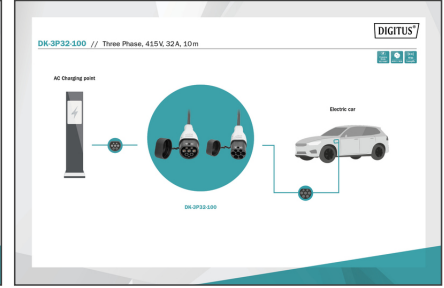 DIGITUS®
DK-3P32-100 // Three Phase, 415V, 32A, 10m
AC Charging point
Electric car
DK-3P32-100